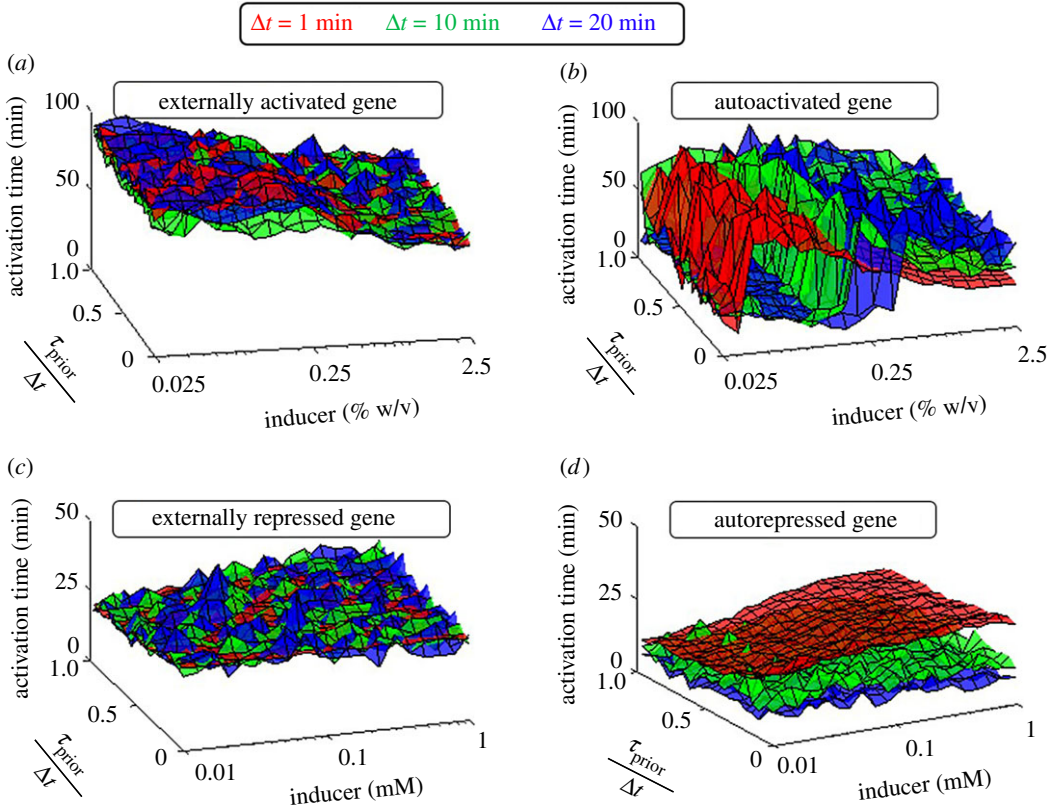 Δt = 1 min Δt = 10 min Δt = 20 min
(a)
externally activated gene
activation time (min)
100
50
0
1.0
0.5
0
τprior
Δt
0.025
0.25
2.5
inducer (% w/v)
(b)
autoactivated gene
activation time (min)
100
50
0
1.0
0.5
0
τprior
Δt
0.025
0.25
2.5
inducer (% w/v)
(c)
externally repressed gene
activation time (min)
50
25
0
1.0
0.5
0
τprior
Δt
0.01
0.1
1
inducer (mM)
(d)
autorepressed gene
activation time (min)
50
25
0
1.0
0.5
0
τprior
Δt
0.01
0.1
1
inducer (mM)